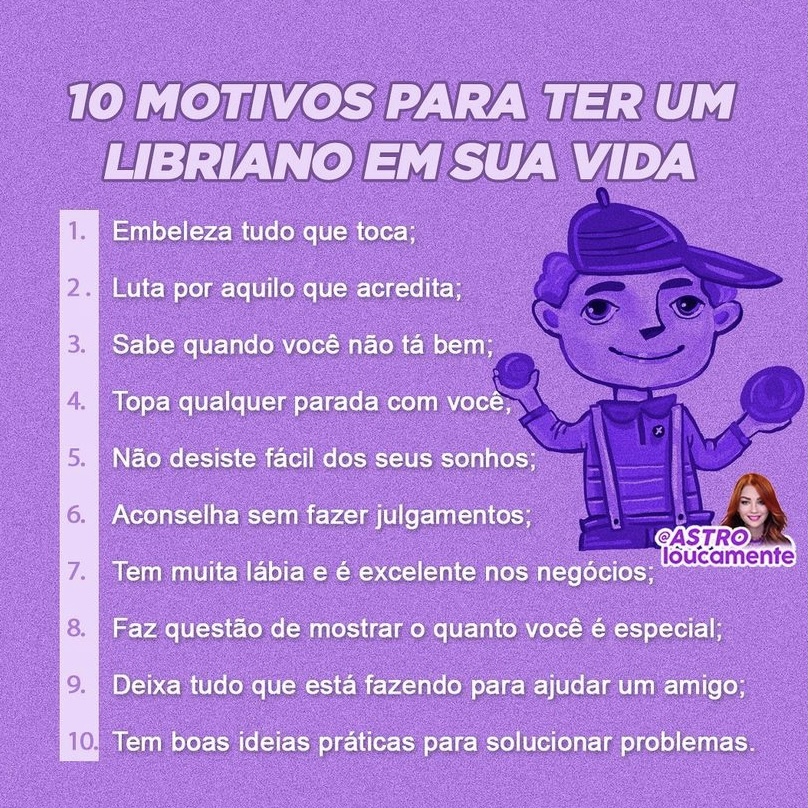 10 MOTIVOS PARA TER UM
LIBRIANO EM SUA VIDA
1. Embeleza tudo que toca;
2. Luta por aquilo que acredita;
3. Sabe quando você não tá bem;
4. Topa qualquer parada com você,
5. Não desiste fácil dos seus sonhos;
6. Aconselha sem fazer julgamentos;
@ASTRO
loucamente
7. Tem muita lábia e é excelente nos negócios;
8. Faz questão de mostrar o quanto você é especial;
9. Deixa tudo que está fazendo para ajudar um amigo;
10. Tem boas ideias práticas para solucionar problemas.